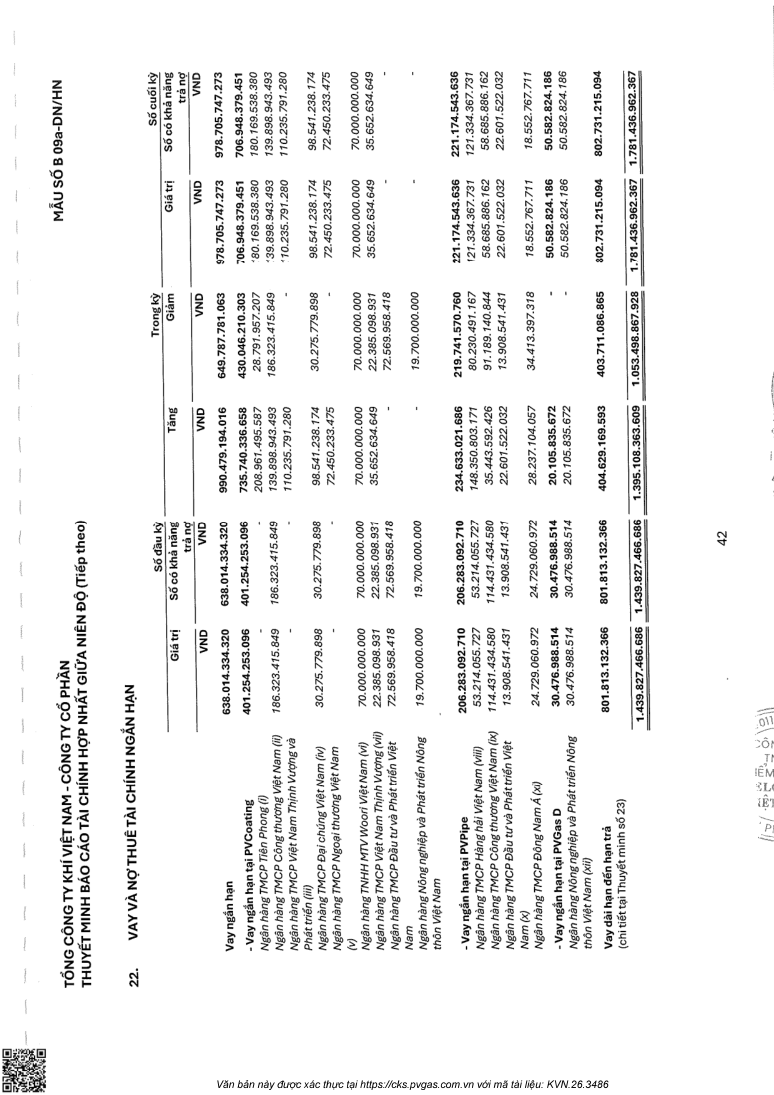 TỔNG CÔNG TY KHÍ VIỆT NAM - CÔNG TY CỔ PHẦN
THUYẾT MINH BÁO CÁO TÀI CHÍNH HỢP NHẤT GIỮA NIÊN ĐỘ (Tiếp theo)
MẪU SỐ B 09a-DN/HN
22. VAY VÀ NỢ THUÊ TÀI CHÍNH NGẮN HẠN
Số đầu kỳ Trong kỳ Số cuối kỳ
Giá trị Số có khả năng trả nợ Tăng Giảm Giá trị Số có khả năng trả nợ
VND VND VND VND VND VND
Vay ngắn hạn 638.014.334.320 638.014.334.320 990.479.194.016 649.787.781.063 978.705.747.273 978.705.747.273
- Vay ngắn hạn tại PVCoating 401.254.253.096 401.254.253.096 735.740.336.658 430.046.210.303 706.948.379.451 706.948.379.451
Ngân hàng TMCP Tiên Phong (i) - - 208.961.495.587 28.791.957.207 180.169.538.380 180.169.538.380
Ngân hàng TMCP Công thương Việt Nam (ii) 186.323.415.849 186.323.415.849 139.898.943.493 186.323.415.849 139.898.943.493 139.898.943.493
Ngân hàng TMCP Việt Nam Thịnh Vượng và - - 110.235.791.280 - 110.235.791.280 110.235.791.280
Phát triển (iii)
Ngân hàng TMCP Đại chúng Việt Nam (iv) 30.275.779.898 30.275.779.898 98.541.238.174 30.275.779.898 98.541.238.174 98.541.238.174
Ngân hàng TMCP Ngoại thương Việt Nam 72.450.233.475 72.450.233.475 72.450.233.475
(v)
Ngân hàng TNHH MTV Woori Việt Nam (vi) 70.000.000.000 70.000.000.000 70.000.000.000 70.000.000.000 70.000.000.000 70.000.000.000
Ngân hàng TMCP Việt Nam Thịnh Vượng (vii) 22.385.098.931 22.385.098.931 35.652.634.649 22.385.098.931 35.652.634.649 35.652.634.649
Ngân hàng TMCP Đầu tư và Phát triển Việt 72.569.958.418 72.569.958.418 - 72.569.958.418 - -
Nam
Ngân hàng Nông nghiệp và Phát triển Nông 19.700.000.000 19.700.000.000 - 19.700.000.000 - -
thôn Việt Nam
- Vay ngắn hạn tại PVPipe 206.283.092.710 206.283.092.710 234.633.021.686 219.741.570.760 221.174.543.636 221.174.543.636
Ngân hàng TMCP Hàng hải Việt Nam (viii) 53.214.055.727 53.214.055.727 148.350.803.171 80.230.491.167 121.334.367.731 121.334.367.731
Ngân hàng TMCP Công thương Việt Nam (ix) 114.431.434.580 114.431.434.580 35.443.592.426 91.189.140.844 58.685.886.162 58.685.886.162
Ngân hàng TMCP Đầu tư và Phát triển Việt 13.908.541.431 13.908.541.431 22.601.522.032 13.908.541.431 22.601.522.032 22.601.522.032
Nam (x)
Ngân hàng TMCP Đông Nam Á (xi) 24.729.060.972 24.729.060.972 28.237.104.057 34.413.397.318 18.552.767.711 18.552.767.711
- Vay ngắn hạn tại PVGas D 30.476.988.514 30.476.988.514 20.105.835.672 - 50.582.824.186 50.582.824.186
Ngân hàng Nông nghiệp và Phát triển Nông 30.476.988.514 30.476.988.514 20.105.835.672 - 50.582.824.186 50.582.824.186
thôn Việt Nam (xii)
Vay dài hạn đến hạn trả 801.813.132.366 801.813.132.366 404.629.169.593 403.711.086.865 802.731.215.094 802.731.215.094
(chi tiết tại Thuyết minh số 23)
1.439.827.466.686 1.439.827.466.686 1.395.108.363.609 1.053.498.867.928 1.781.436.962.367 1.781.436.962.367
42
Văn bản này được xác thực tại https://cks.pvgas.com.vn với mã tài liệu: KVN.26.3486